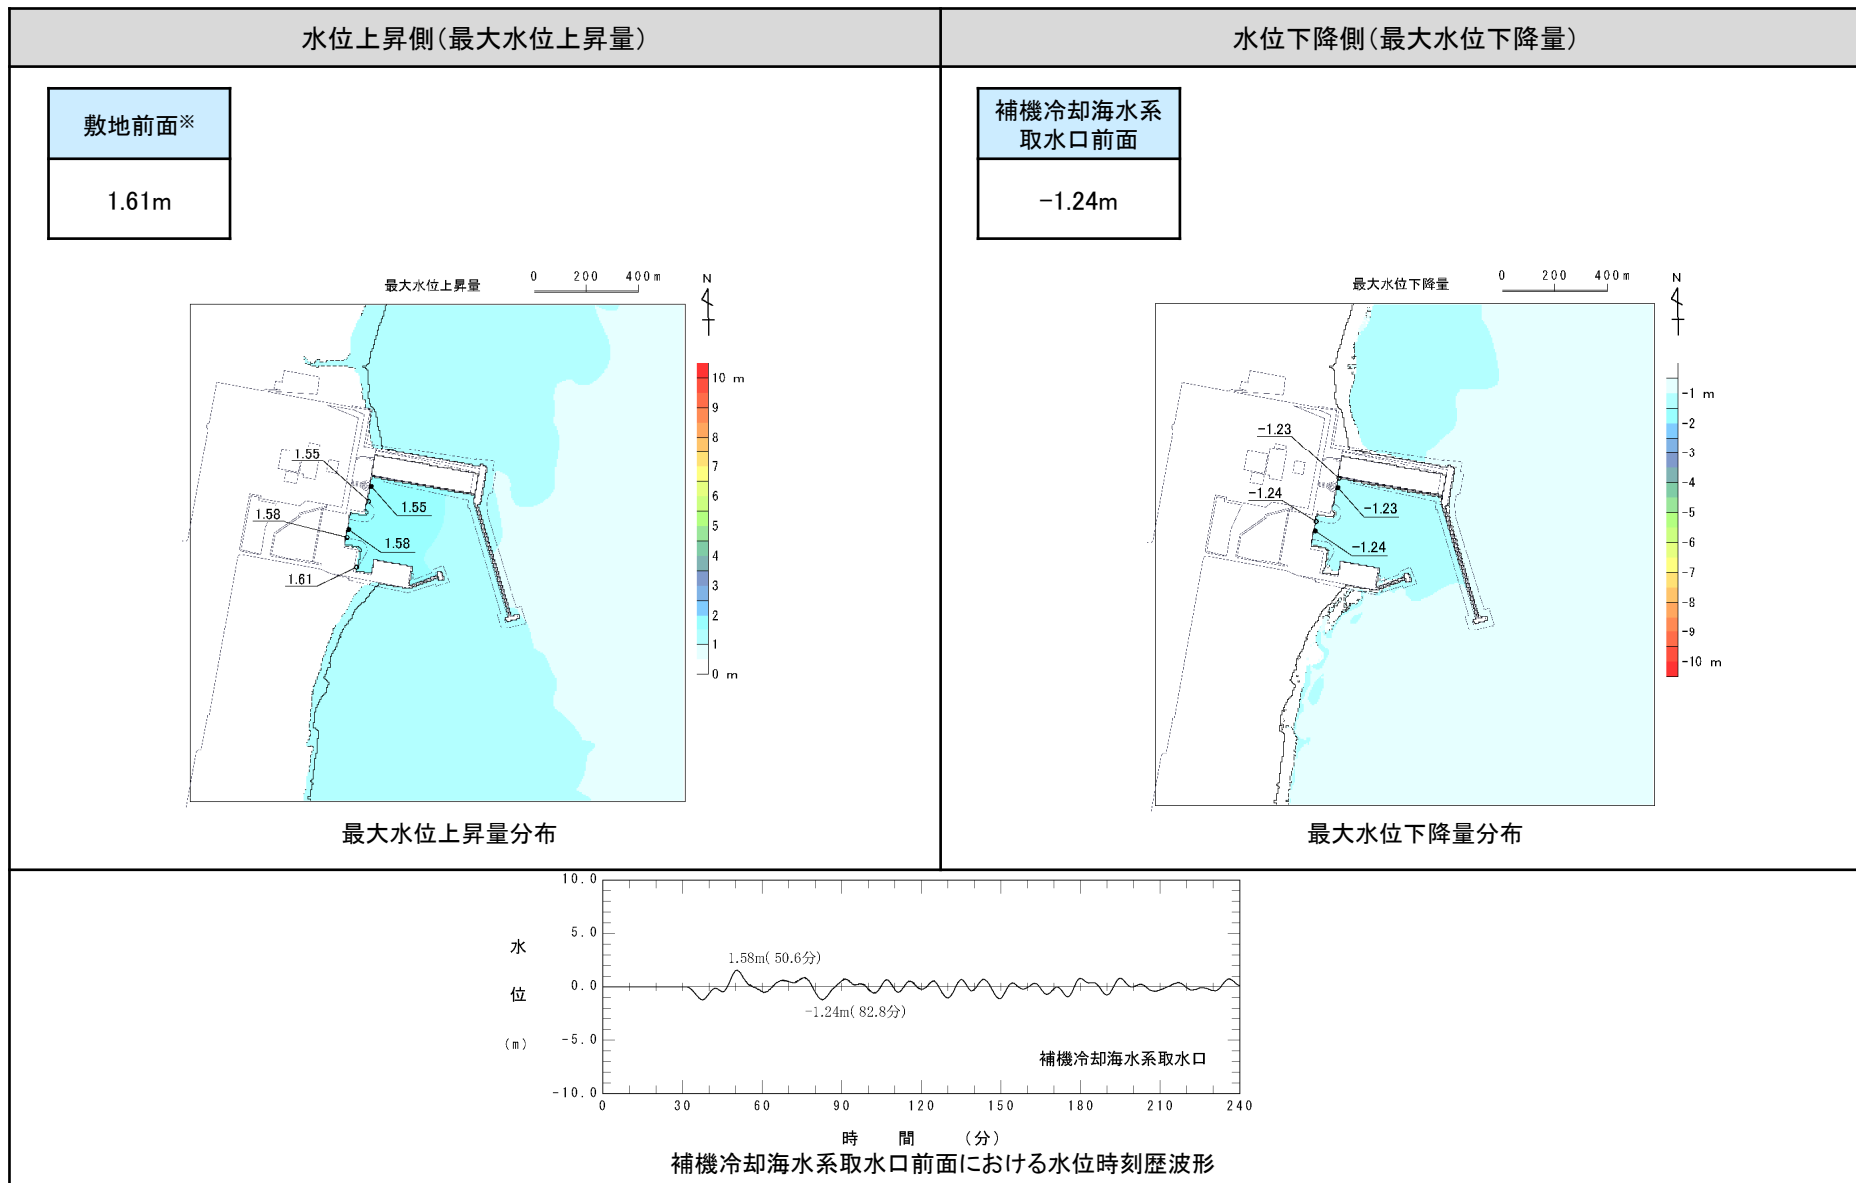 水位上昇側(最大水位上昇量)
水位下降側(最大水位下降量)
敷地前面※
1.61m
補機冷却海水系
取水口前面
-1.24m
最大水位上昇量
0 200 400m
N
10 m
9
8
7
6
5
4
3
2
1
0 m
1.55
1.55
1.58
1.58
1.61
最大水位上昇量分布
最大水位下降量
0 200 400m
N
-1 m
-2
-3
-4
-5
-6
-7
-8
-9
-10 m
-1.23
-1.23
-1.24
-1.24
最大水位下降量分布
水位(m)
10.0
5.0
0.0
-5.0
-10.0
1.58m( 50.6分)
-1.24m( 82.8分)
補機冷却海水系取水口
0 30 60 90 120 150 180 210 240
時 間 (分)
補機冷却海水系取水口前面における水位時刻歴波形